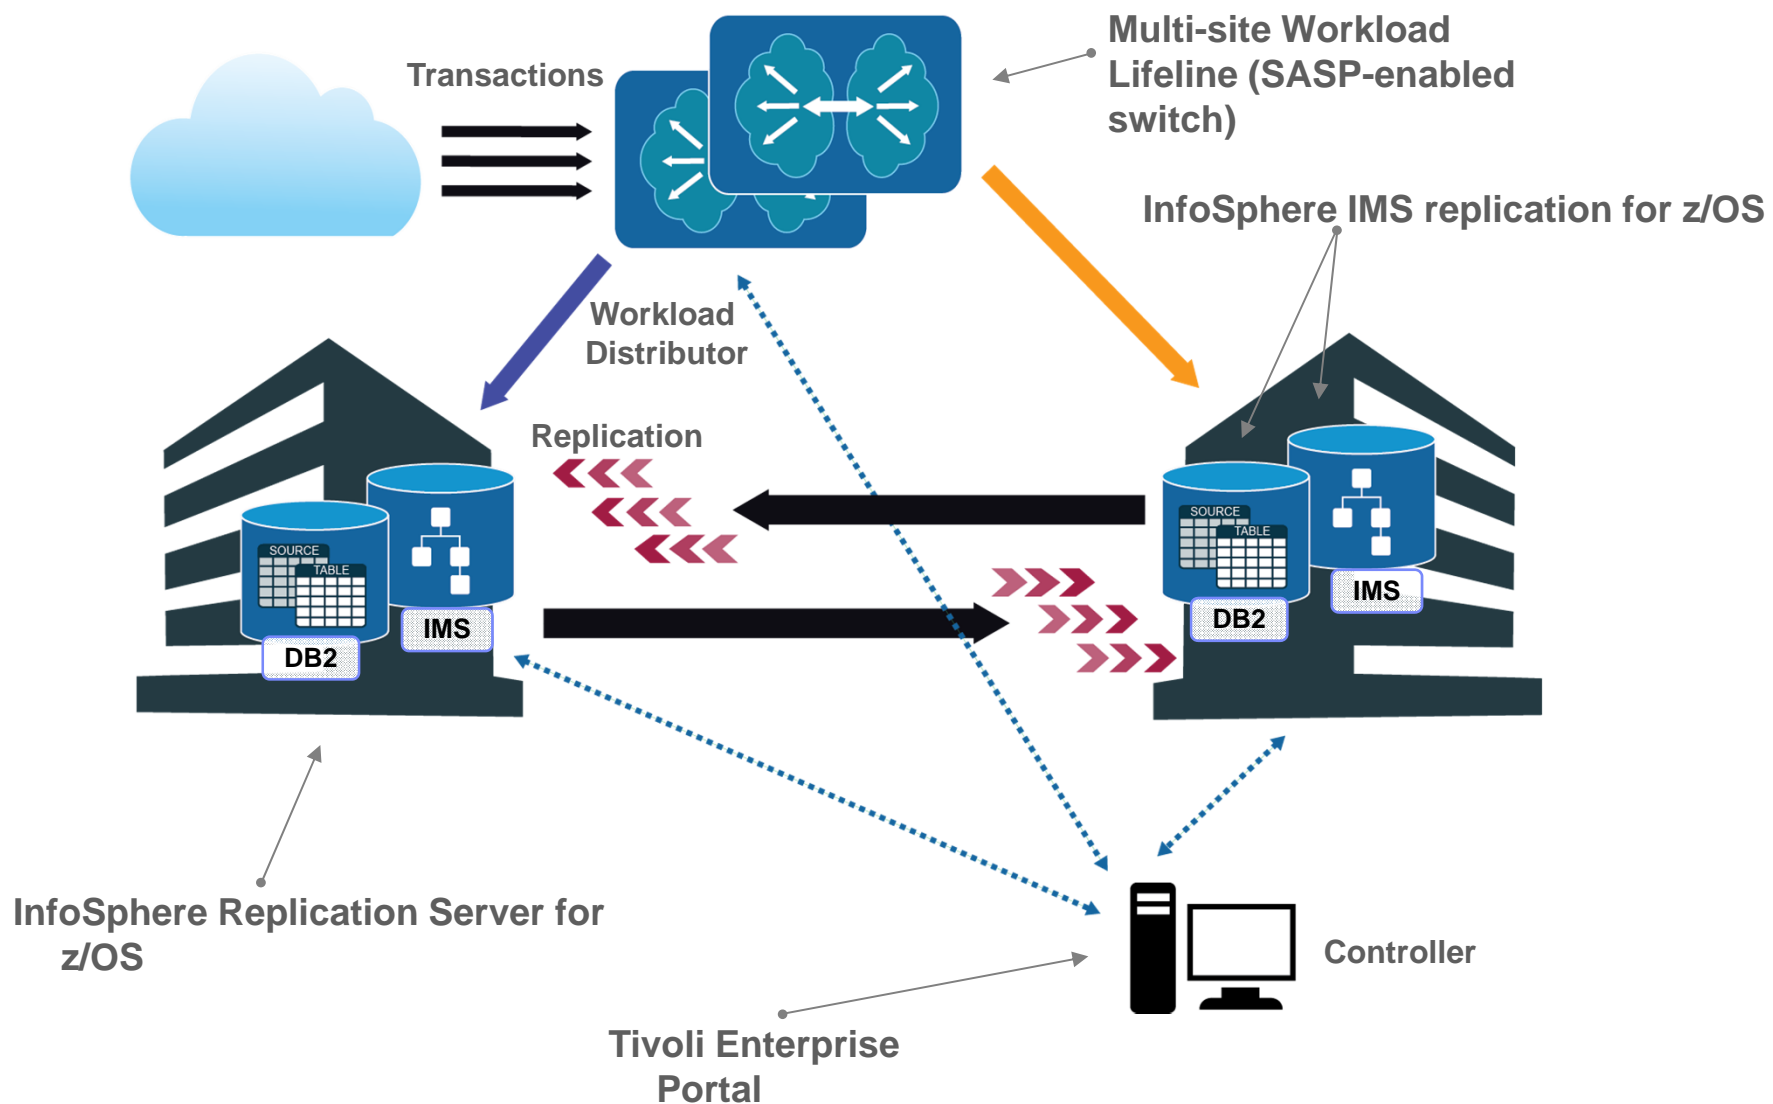 Multi-site Workload
Lifeline (SASP-enabled
switch)
Transactions
InfoSphere IMS replication for z/OS
Workload
Distributor
Replication
SOURCE
TABLE
IMS
DB2
SOURCE
TABLE
IMS
DB2
InfoSphere Replication Server for
z/OS
Controller
Tivoli Enterprise
Portal